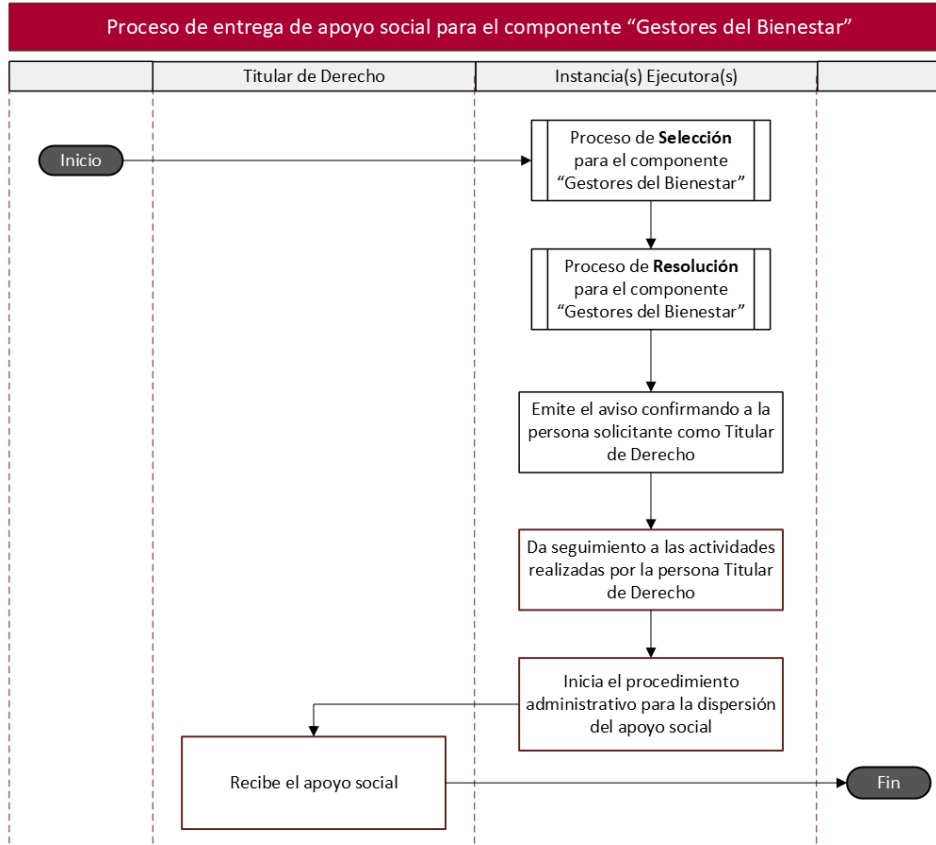 Proceso de entrega de apoyo social para el componente “Gestores del Bienestar”
Titular de Derecho
Instancia(s) Ejecutora(s)
Inicio
Proceso de Selección
para el componente
“Gestores del Bienestar”
Proceso de Resolución
para el componente
“Gestores del Bienestar”
Emite el aviso confirmando a la
persona solicitante como Titular
de Derecho
Da seguimiento a las actividades
realizadas por la persona Titular
de Derecho
Inicia el procedimiento
administrativo para la dispersión
del apoyo social
Recibe el apoyo social
Fin